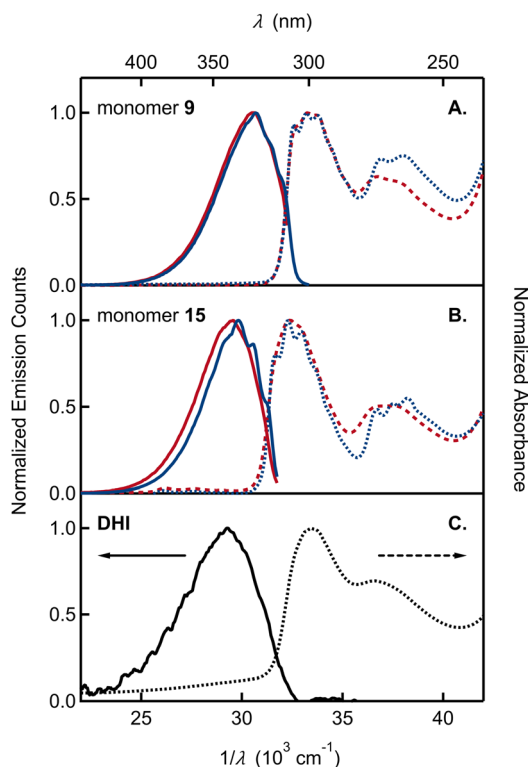 λ (nm)
400 350 300 250
monomer 9 A.
1.0
0.5
0.0
monomer 15 B.
1.0
0.5
0.0
DHI C.
1.0
0.5
0.0
25 30 35 40
1/λ (10³ cm⁻¹)
Normalized Emission Counts
Normalized Absorbance